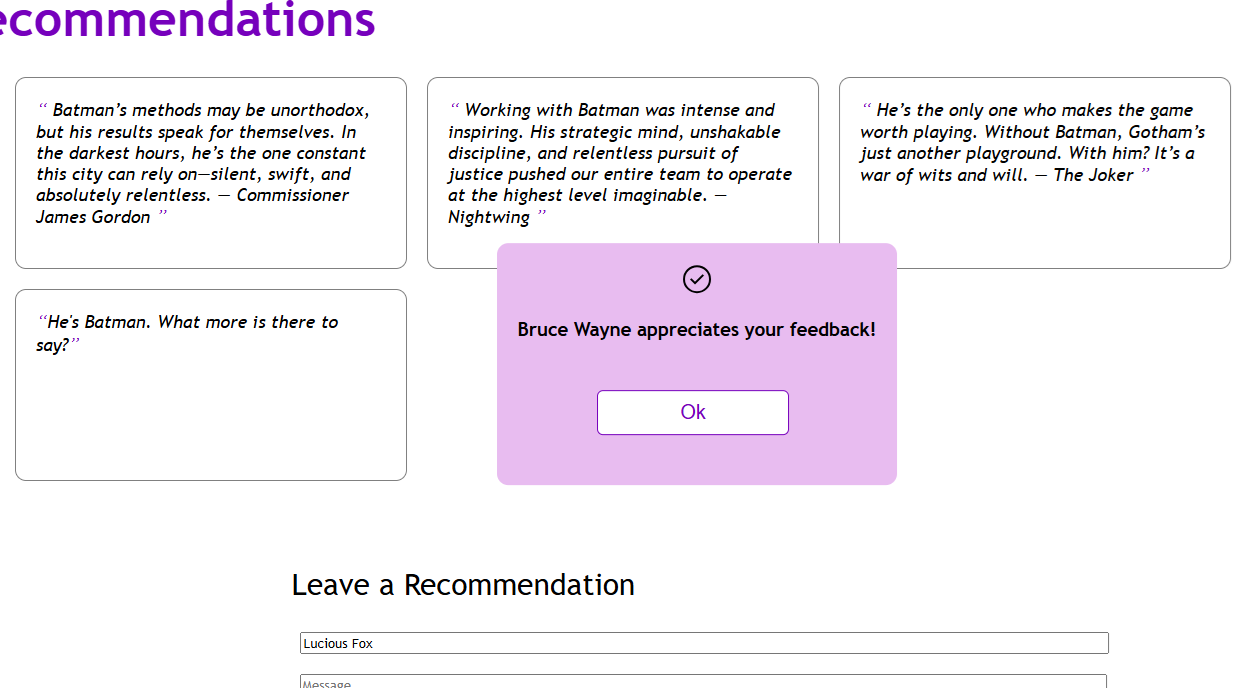 ecommendations
“ Batman’s methods may be unorthodox,
but his results speak for themselves. In
the darkest hours, he’s the one constant
this city can rely on—silent, swift, and
absolutely relentless. — Commissioner
James Gordon ”
“ Working with Batman was intense and
inspiring. His strategic mind, unshakable
discipline, and relentless pursuit of
justice pushed our entire team to operate
at the highest level imaginable. —
Nightwing ”
“ He’s the only one who makes the game
worth playing. Without Batman, Gotham’s
just another playground. With him? It’s a
war of wits and will. — The Joker ”
“He's Batman. What more is there to
say?”
Bruce Wayne appreciates your feedback!
Ok
Leave a Recommendation
Lucious Fox
Message